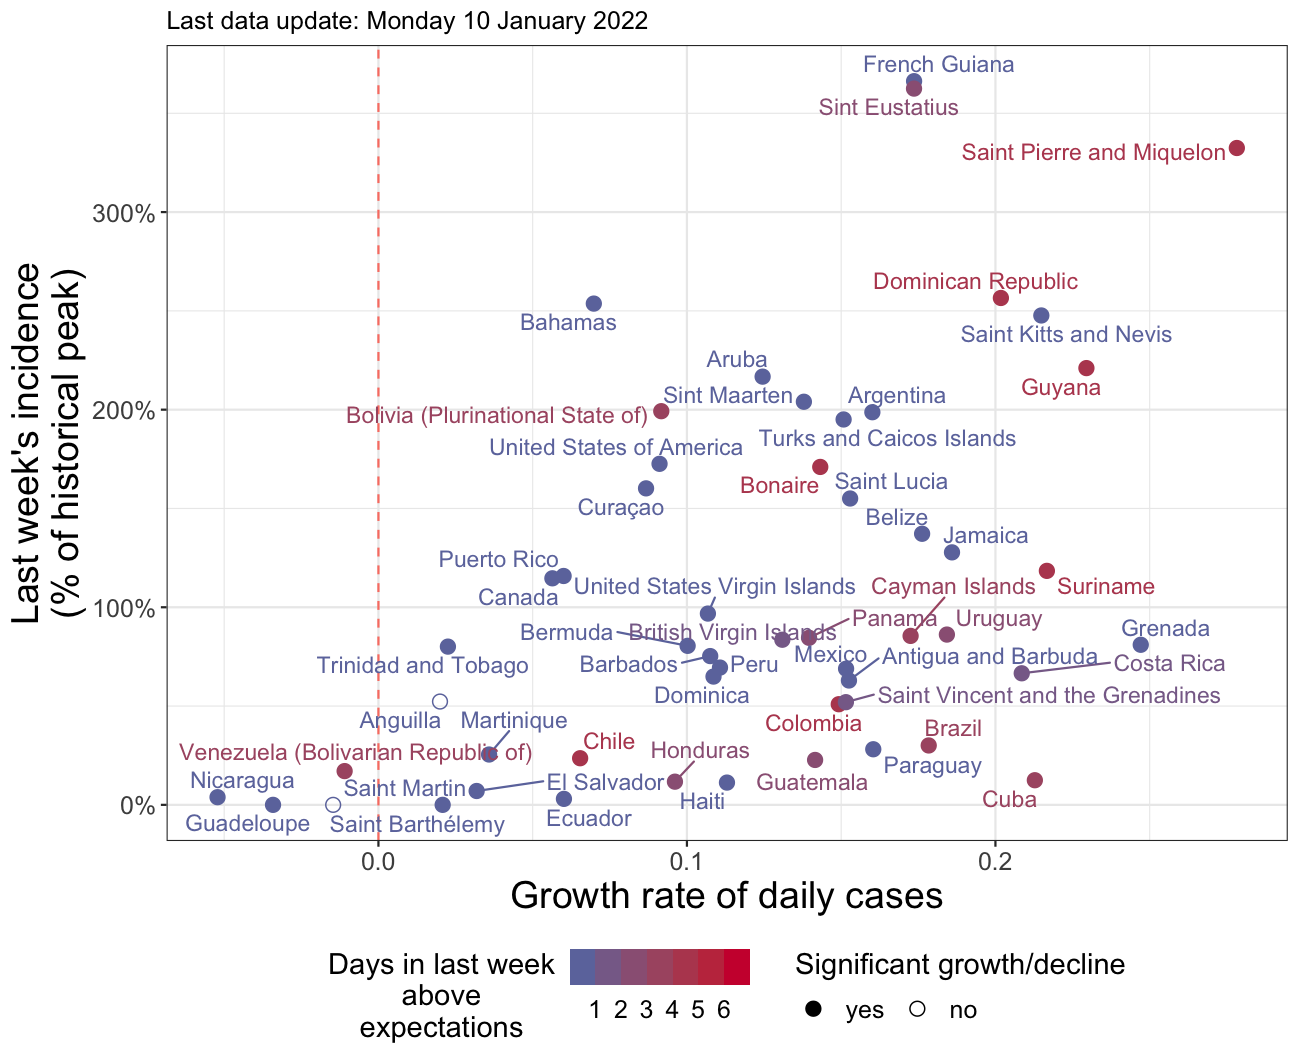 Last data update: Monday 10 January 2022
French Guiana
Sint Eustatius
Saint Pierre and Miquelon
300%
Dominican Republic
Bahamas
Saint Kitts and Nevis
Aruba
Guyana
Sint Maarten
Argentina
200%
Bolivia (Plurinational State of)
Turks and Caicos Islands
United States of America
Bonaire
Saint Lucia
Curaçao
Belize
Jamaica
Puerto Rico
Canada
United States Virgin Islands
Cayman Islands
Suriname
100%
Panama
Uruguay
Bermuda
British Virgin Islands
Grenada
Trinidad and Tobago
Barbados
Peru
Mexico
Antigua and Barbuda
Costa Rica
Dominica
Saint Vincent and the Grenadines
Anguilla
Martinique
Colombia
Brazil
Venezuela (Bolivarian Republic of)
Chile
Honduras
Paraguay
Nicaragua
Saint Martin
El Salvador
Guatemala
Haiti
Cuba
0%
Guadeloupe
Saint Barthélemy
Ecuador
Last week's incidence
(% of historical peak)
0.0
0.1
0.2
Growth rate of daily cases
Days in last week
above
expectations
1 2 3 4 5 6
Significant growth/decline
yes
no